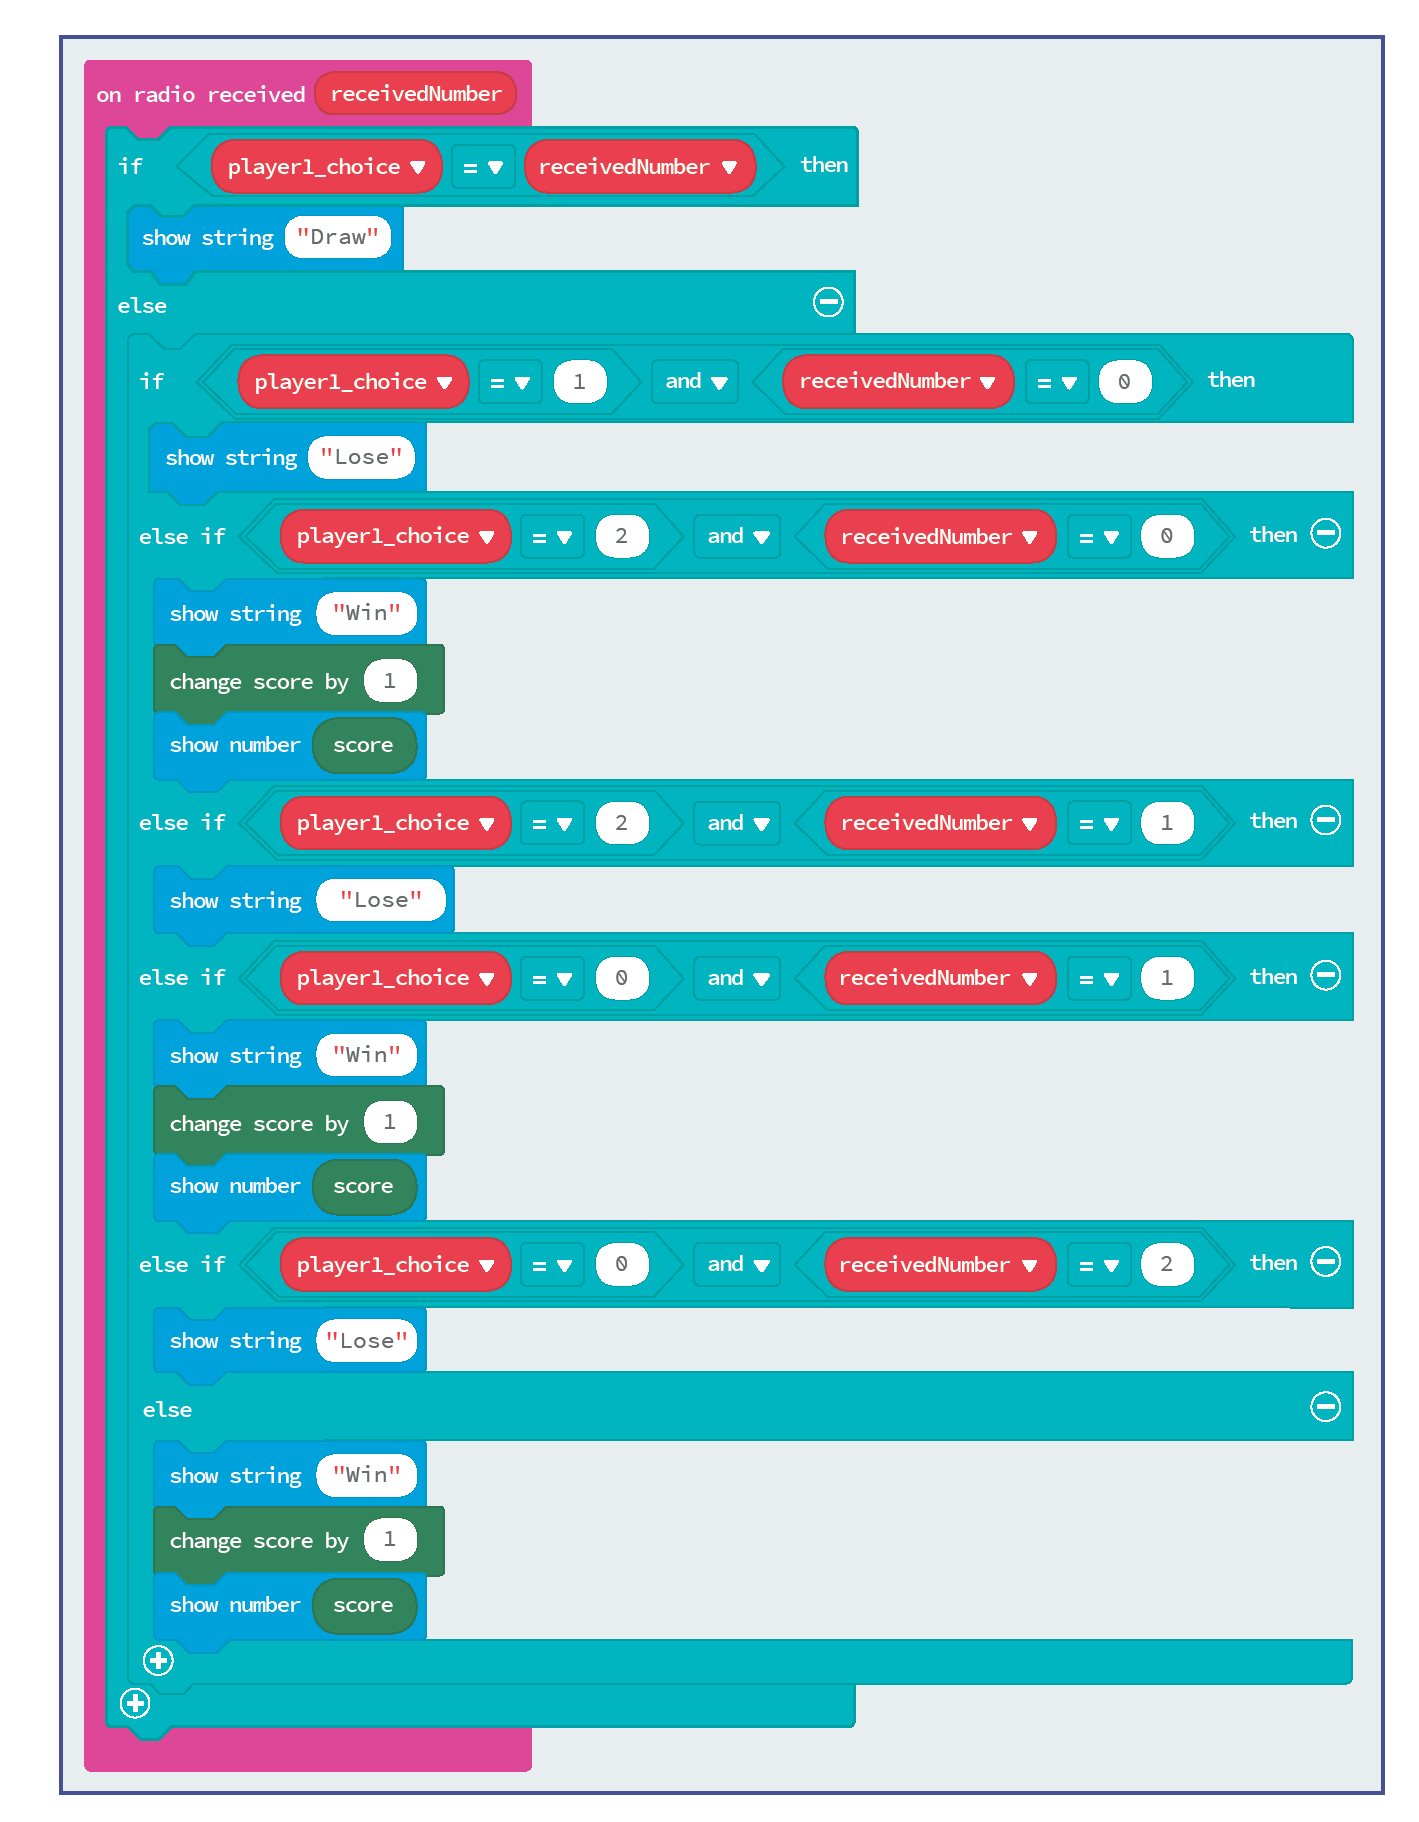 on radio received receivedNumber
if player1_choice = receivedNumber then
show string "Draw"
else
if player1_choice = 1 and receivedNumber = 0 then
show string "Lose"
else if player1_choice = 2 and receivedNumber = 0 then
show string "Win"
change score by 1
show number score
else if player1_choice = 2 and receivedNumber = 1 then
show string "Lose"
else if player1_choice = 0 and receivedNumber = 1 then
show string "Win"
change score by 1
show number score
else if player1_choice = 0 and receivedNumber = 2 then
show string "Lose"
else
show string "Win"
change score by 1
show number score